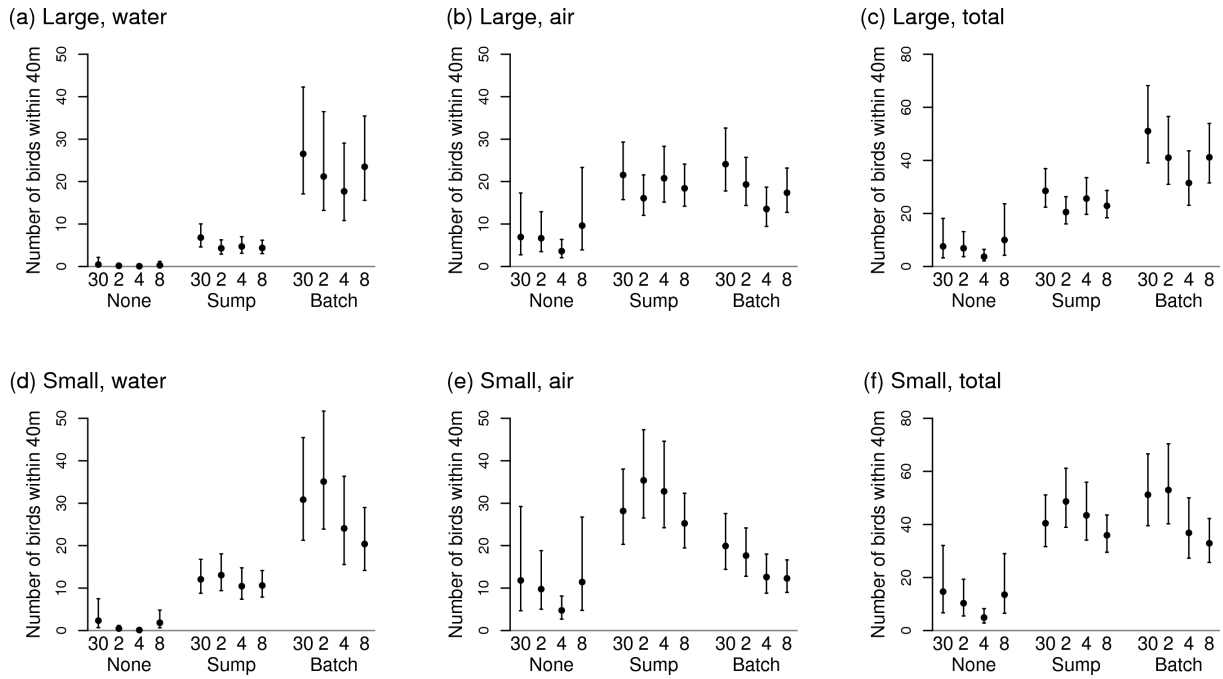 (a) Large, water
Number of birds within 40m
0 10 20 30 40 50
30 2 4 8 30 2 4 8 30 2 4 8
None Sump Batch
(b) Large, air
Number of birds within 40m
0 10 20 30 40 50
30 2 4 8 30 2 4 8 30 2 4 8
None Sump Batch
(c) Large, total
Number of birds within 40m
0 20 40 60 80
30 2 4 8 30 2 4 8 30 2 4 8
None Sump Batch
(d) Small, water
Number of birds within 40m
0 10 20 30 40 50
30 2 4 8 30 2 4 8 30 2 4 8
None Sump Batch
(e) Small, air
Number of birds within 40m
0 10 20 30 40 50
30 2 4 8 30 2 4 8 30 2 4 8
None Sump Batch
(f) Small, total
Number of birds within 40m
0 20 40 60 80
30 2 4 8 30 2 4 8 30 2 4 8
None Sump Batch